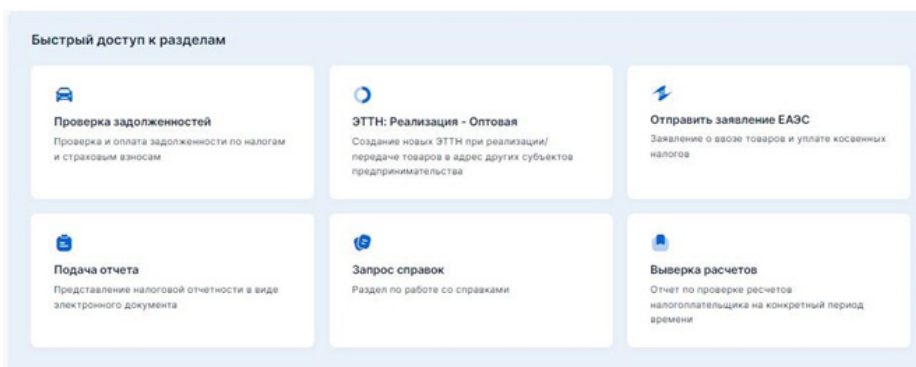 Быстрый доступ к разделам
Проверка задолженностей
Проверка и оплата задолженности по налогам
и страховым взносам
ЭТТН: Реализация - Оптовая
Создание новых ЭТТН при реализации/
передаче товаров в адрес других субъектов
предпринимательства
Отправить заявление ЕАЭС
Заявление о ввозе товаров и уплате косвенных
налогов
Подача отчета
Представление налоговой отчетности в виде
электронного документа
Запрос справок
Раздел по работе со справками
Выверка расчетов
Отчет по проверке ресчетов
налогоплательщика на конкретный период
времени